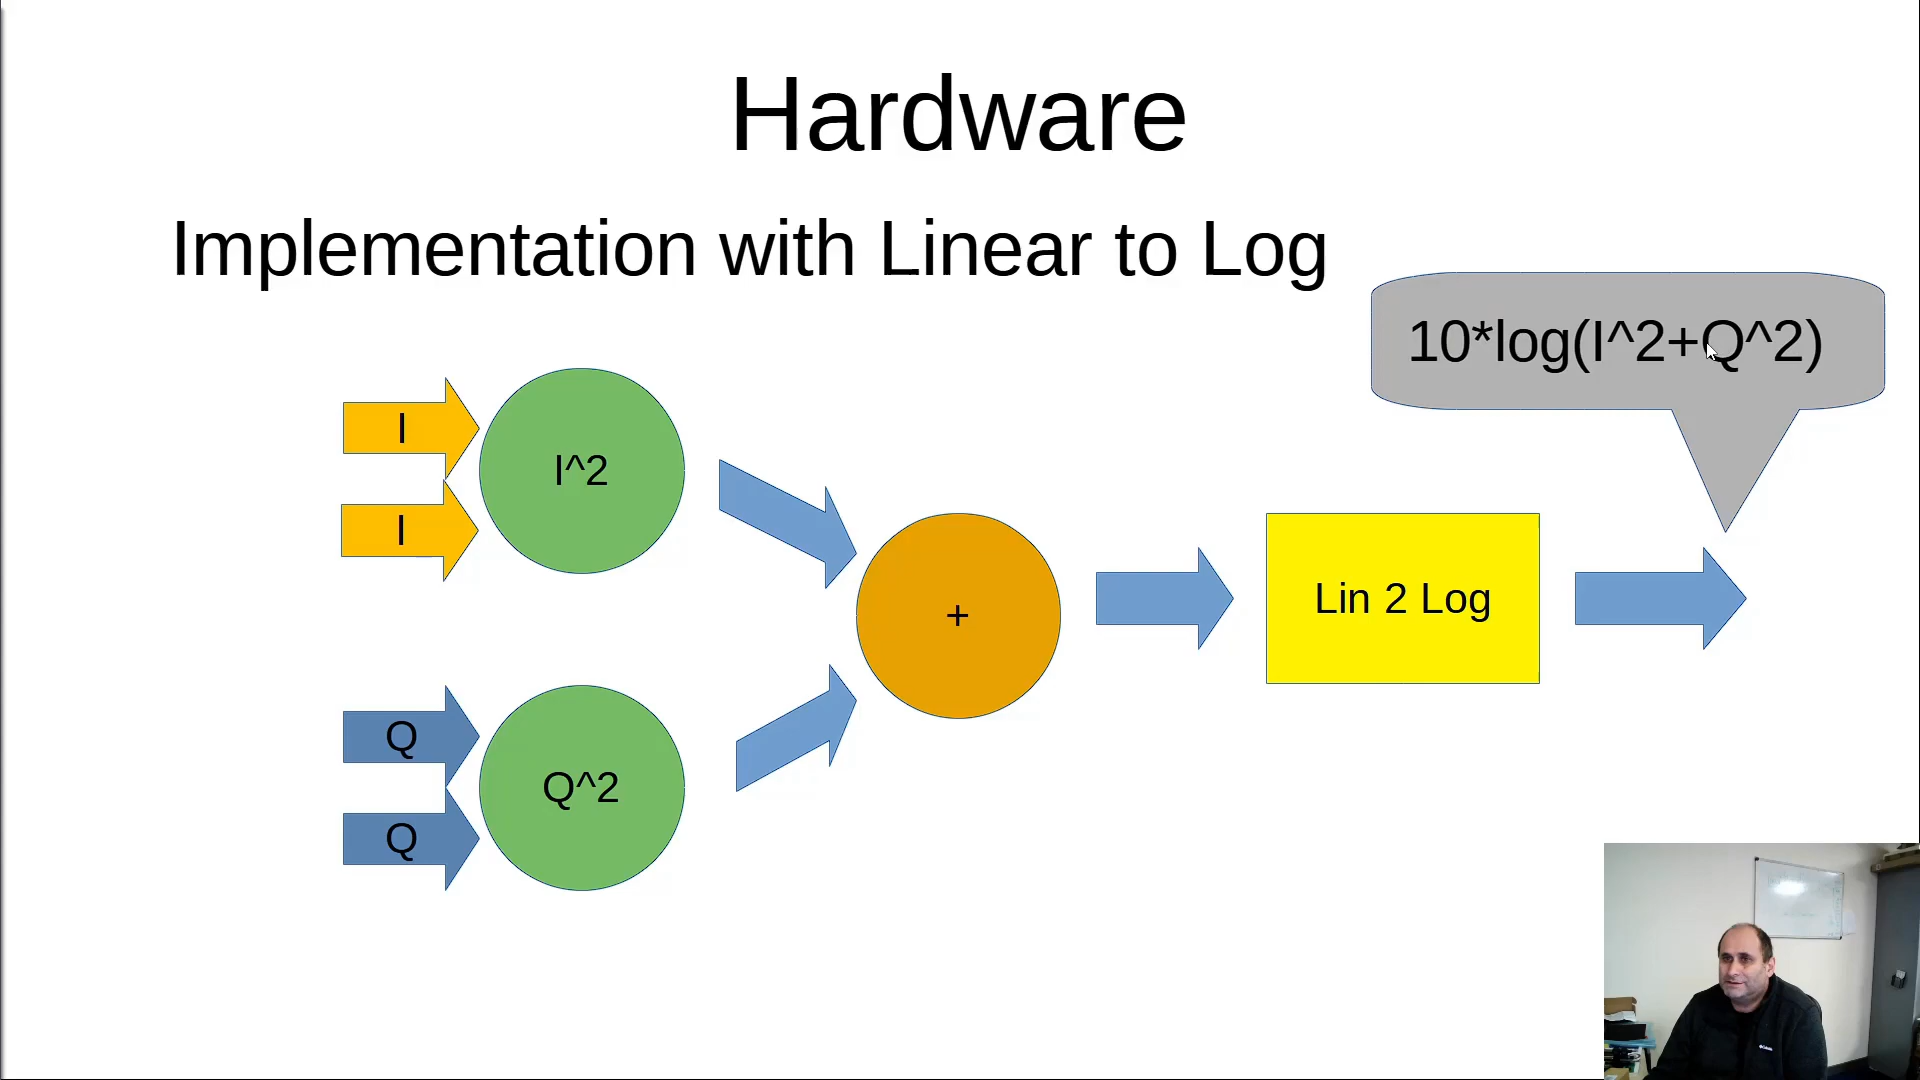 Hardware
Implementation with Linear to Log
10*log(I^2+Q^2)
I
I^2
I
+
Lin 2 Log
Q
Q^2
Q